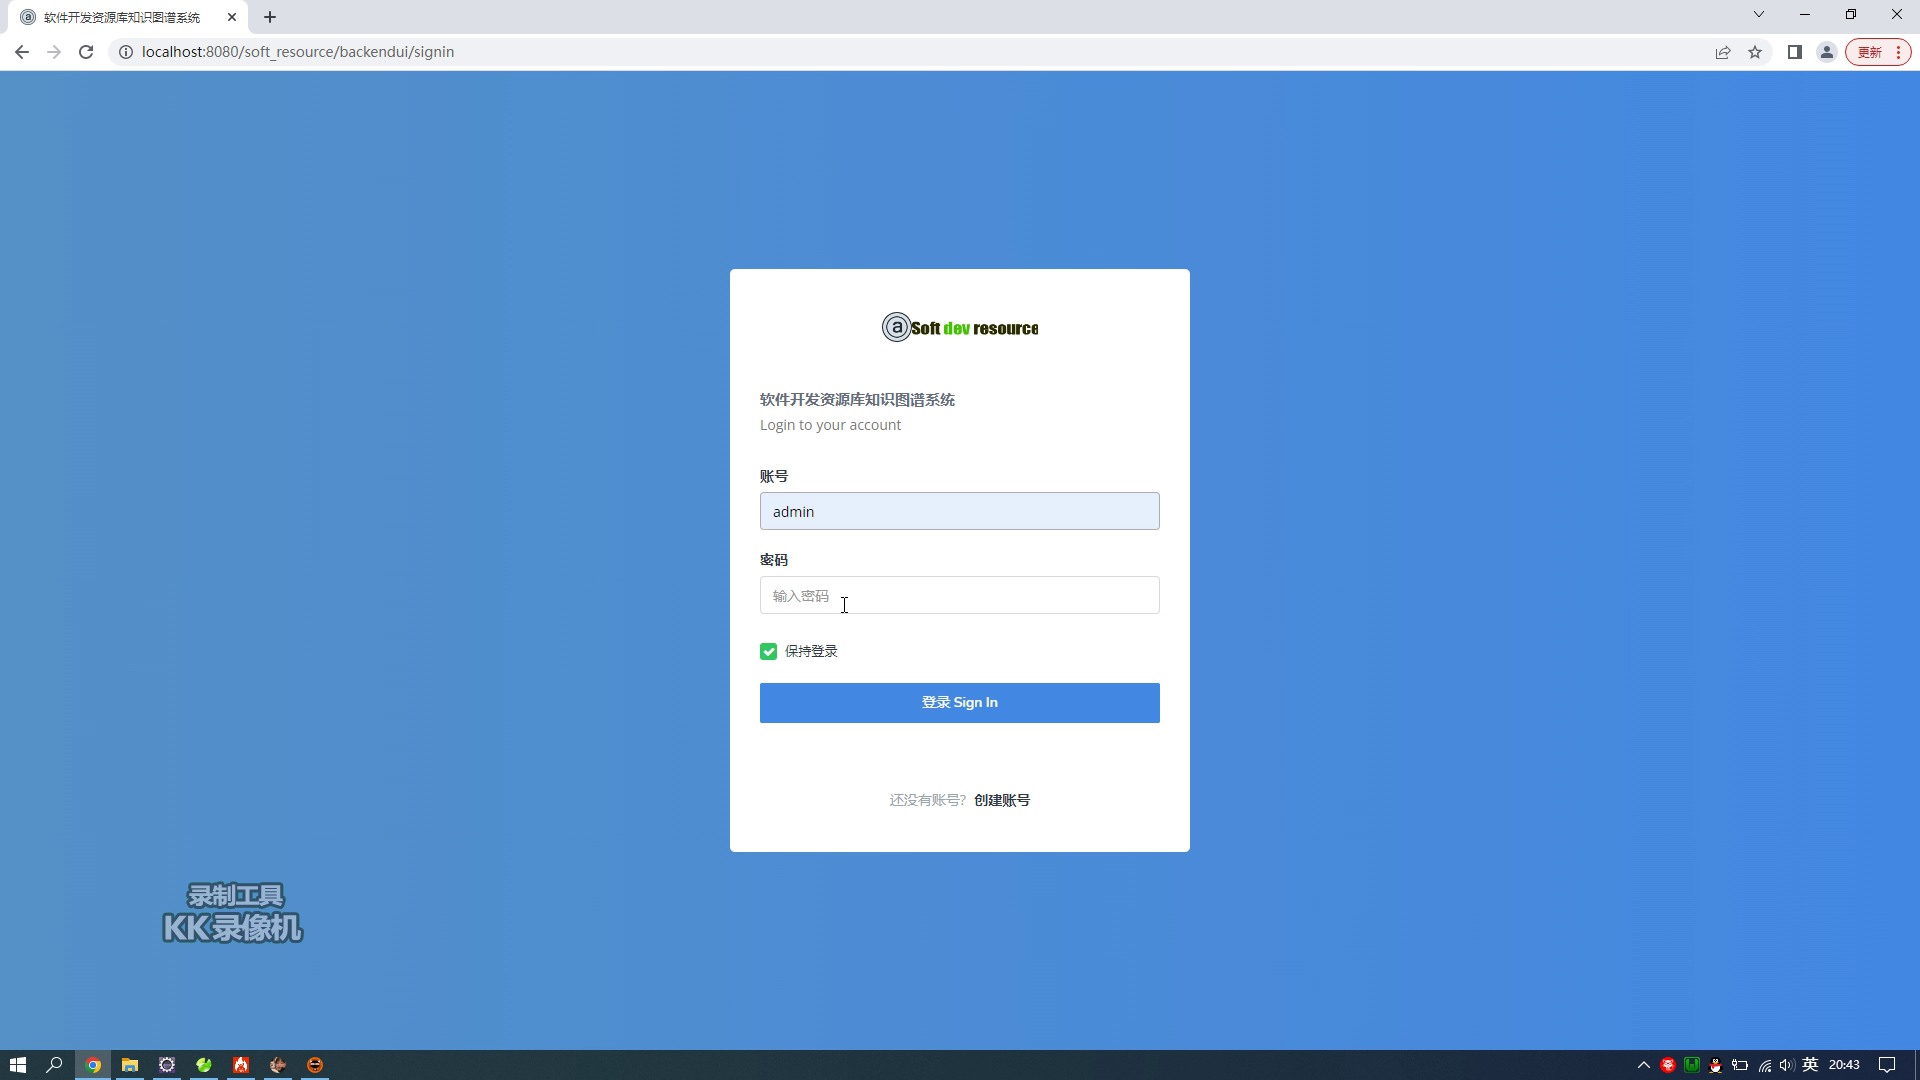 软件开发资源库知识图谱系统
localhost:8080/soft_resource/backendui/signin
更新
a Soft dev resource
软件开发资源库知识图谱系统
Login to your account
账号
admin
密码
输入密码
保持登录
登录 Sign In
还没有账号? 创建账号
录制工具
KK录像机
英
20:43